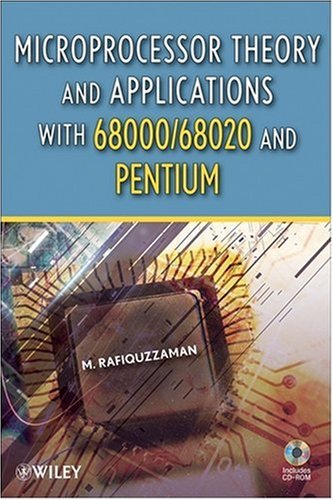 MICROPROCESSOR THEORY
AND APPLICATIONS
WITH 68000/68020 AND
PENTIUM
M. RAFIQUZZAMAN
WILEY
Includes
CD-ROM